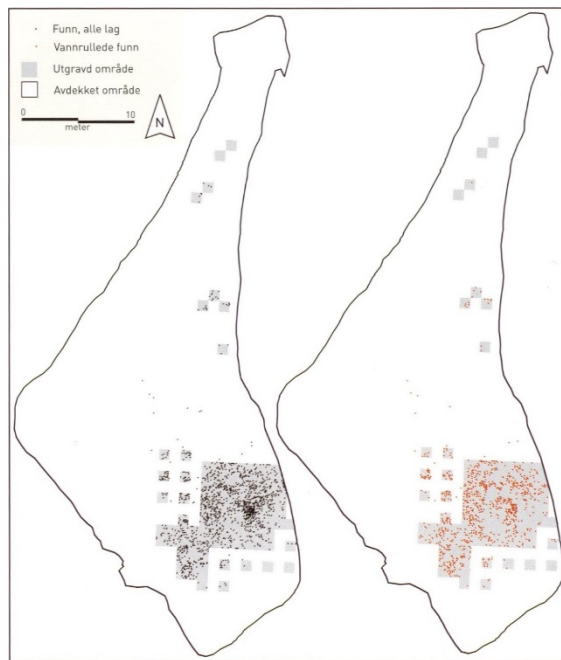 Funn, alle lag
Vannrullede funn
Utgravd område
Avdekket område
0 10
meter
N